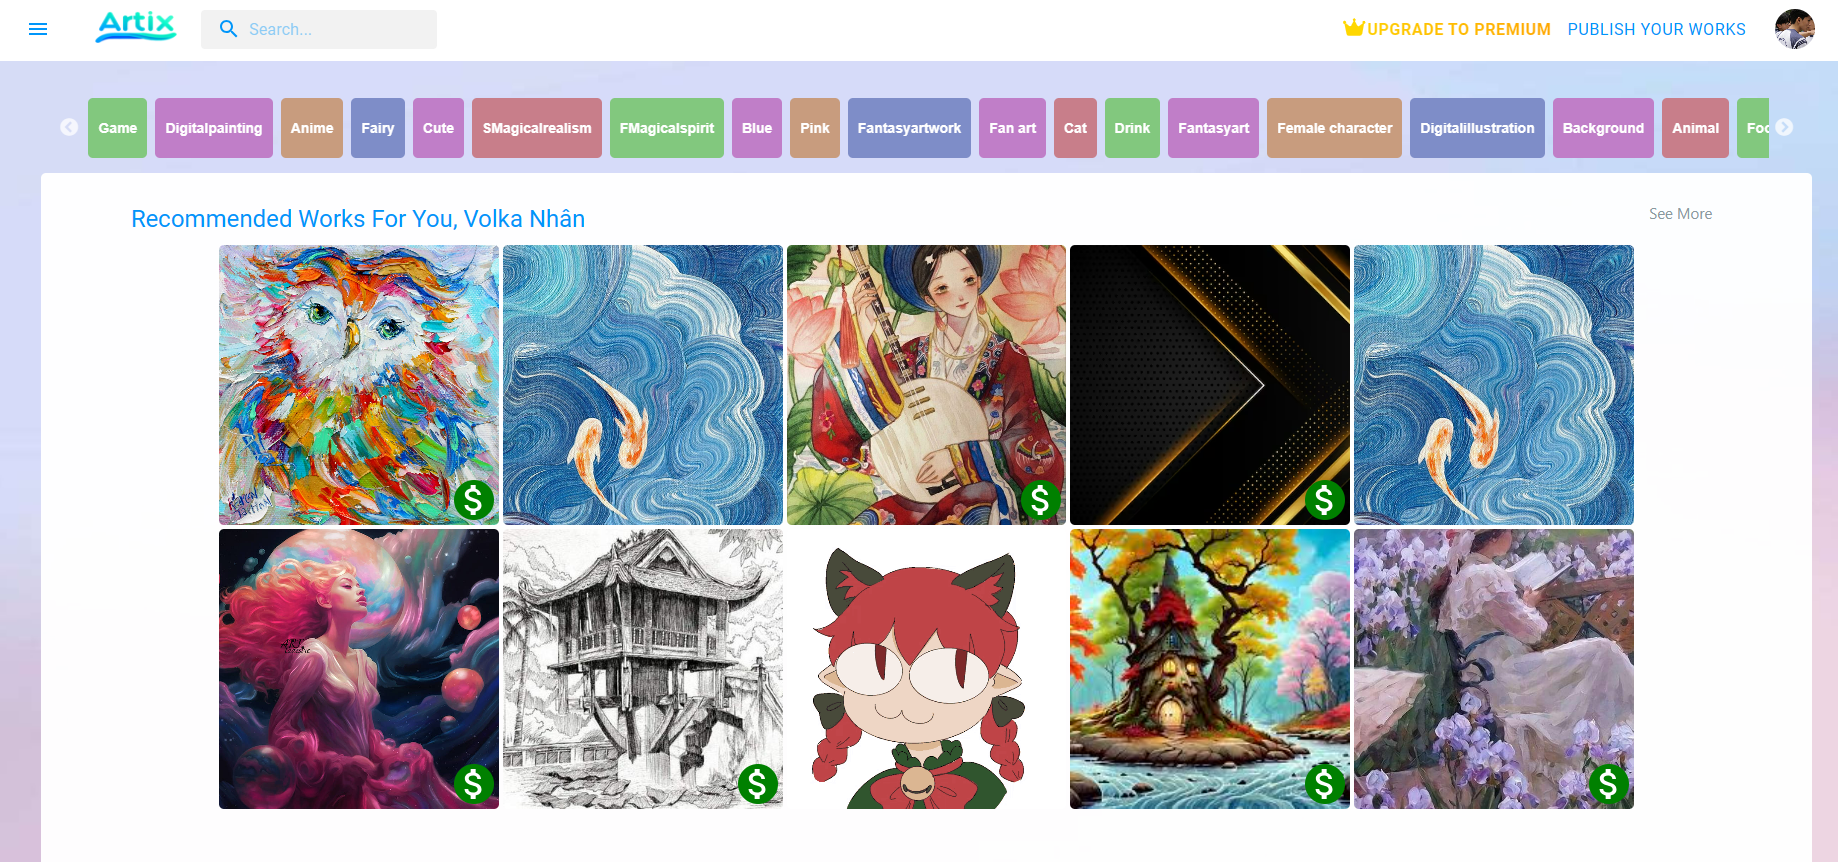 Artix
Search...
UPGRADE TO PREMIUM
PUBLISH YOUR WORKS
Game
Digitalpainting
Anime
Fairy
Cute
SMagicalrealism
FMagicalspirit
Blue
Pink
Fantasyartwork
Fan art
Cat
Drink
Fantasyart
Female character
Digitalillustration
Background
Animal
Foo
Recommended Works For You, Volka Nhân
See More
$
$
$
$
$
$
$